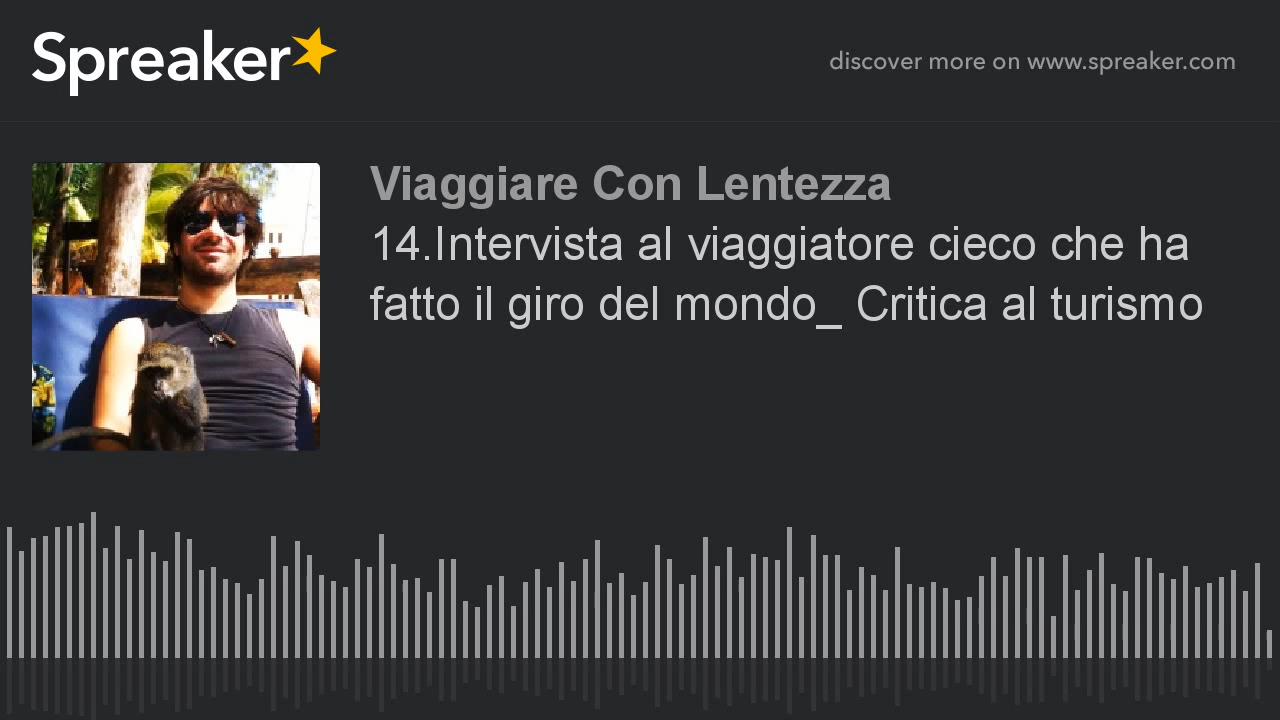 Spreaker
discover more on www.spreaker.com
Viaggiare Con Lentezza
14.Intervista al viaggiatore cieco che ha
fatto il giro del mondo_ Critica al turismo